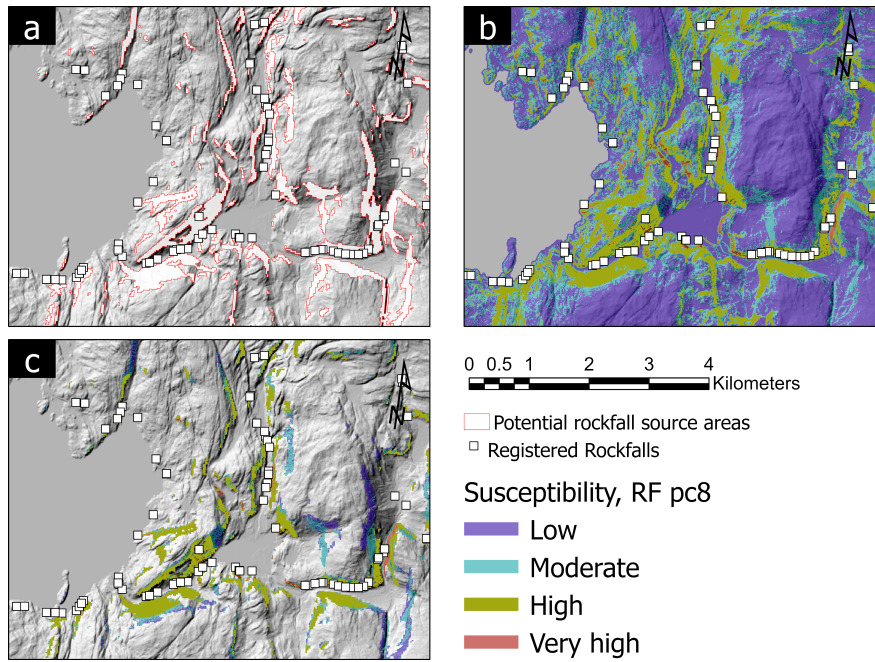 a
b
N
N
c
N
0 0.5 1 2 3 4
Kilometers
Potential rockfall source areas
Registered Rockfalls
Susceptibility, RF pc8
Low
Moderate
High
Very high